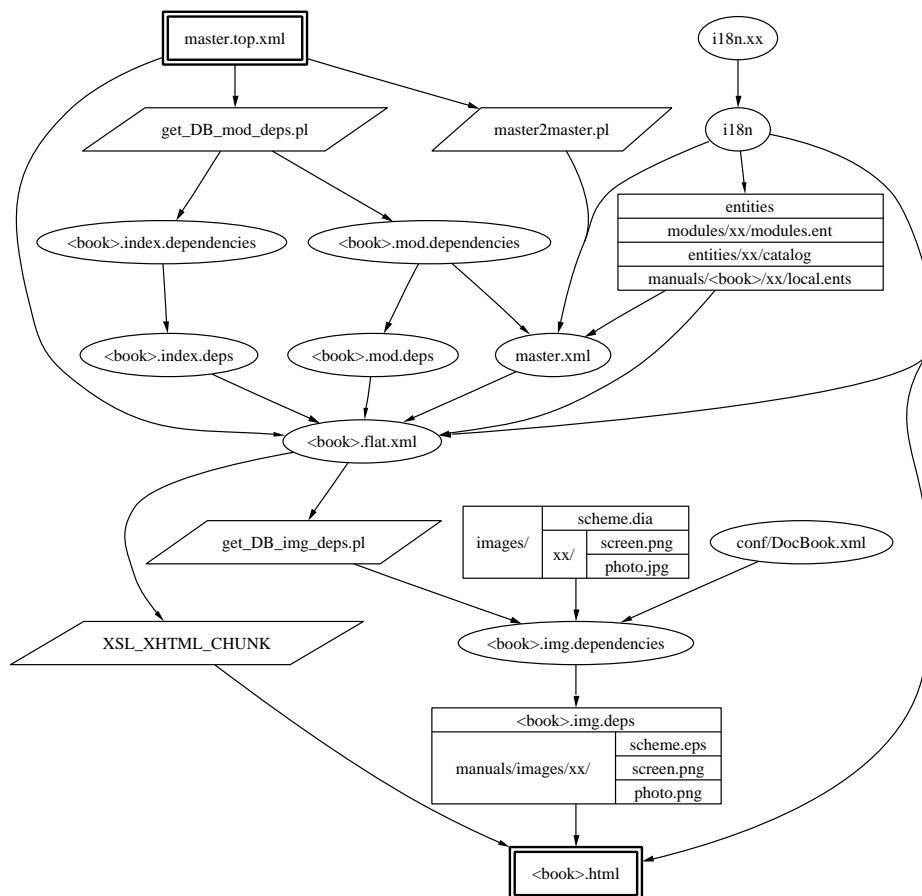 master.top.xml
i18n.xx
get_DB_mod_deps.pl
master2master.pl
i18n
<book>.index.dependencies
<book>.mod.dependencies
entities
modules/xx/modules.ent
entities/xx/catalog
manuals/<book>/xx/local.ents
<book>.index.deps
<book>.mod.deps
master.xml
<book>.flat.xml
get_DB_img_deps.pl
images/
scheme.dia
xx/
screen.png
photo.jpg
conf/DocBook.xml
XSL_XHTML_CHUNK
<book>.img.dependencies
<book>.img.deps
manuals/images/xx/
scheme.eps
screen.png
photo.png
<book>.html